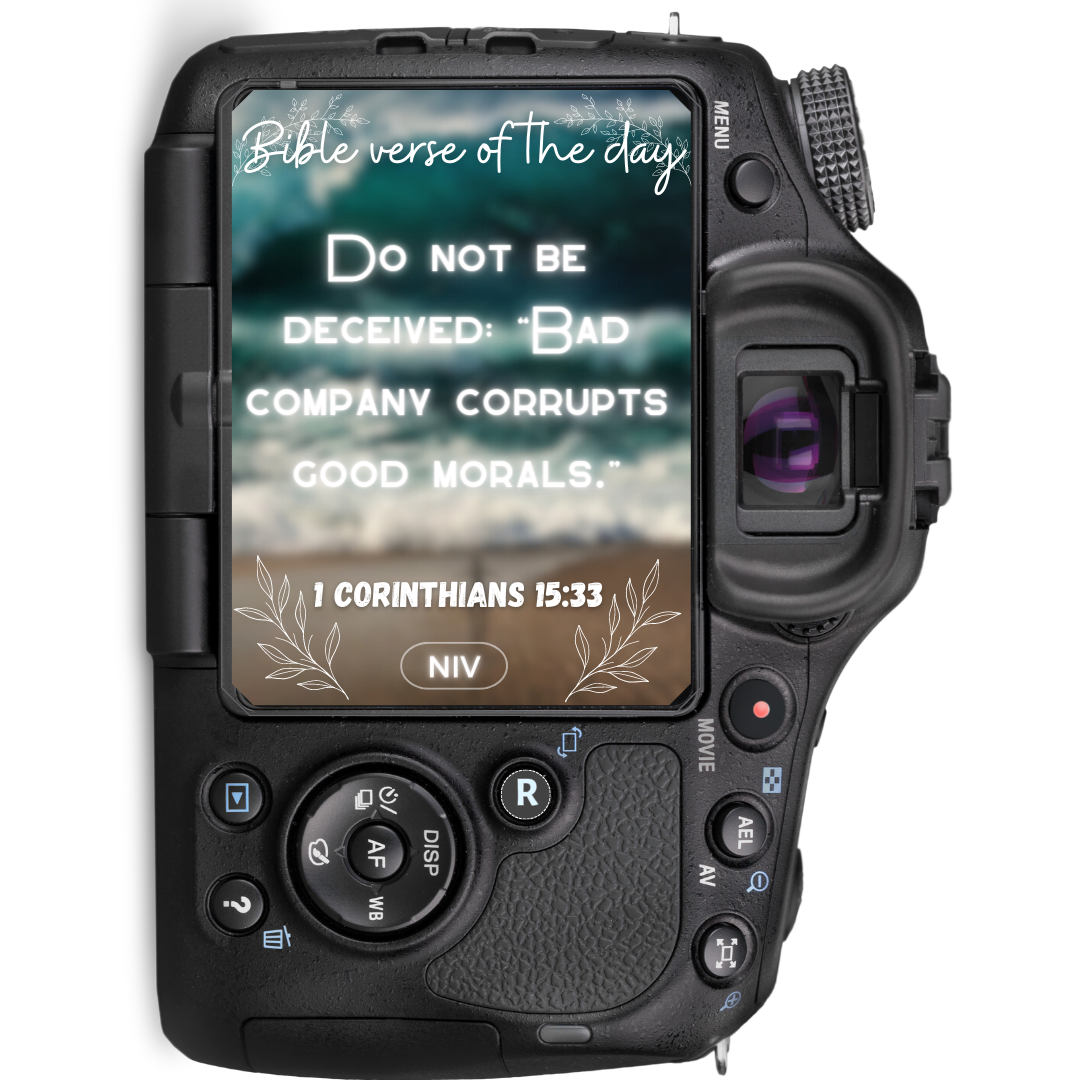 Bible verse of the day
Do not be
deceived: “Bad
company corrupts
good morals.”
1 CORINTHIANS 15:33
NIV
MENU
MOVIE
R
AEL
AV
DISP
AF
WB
?